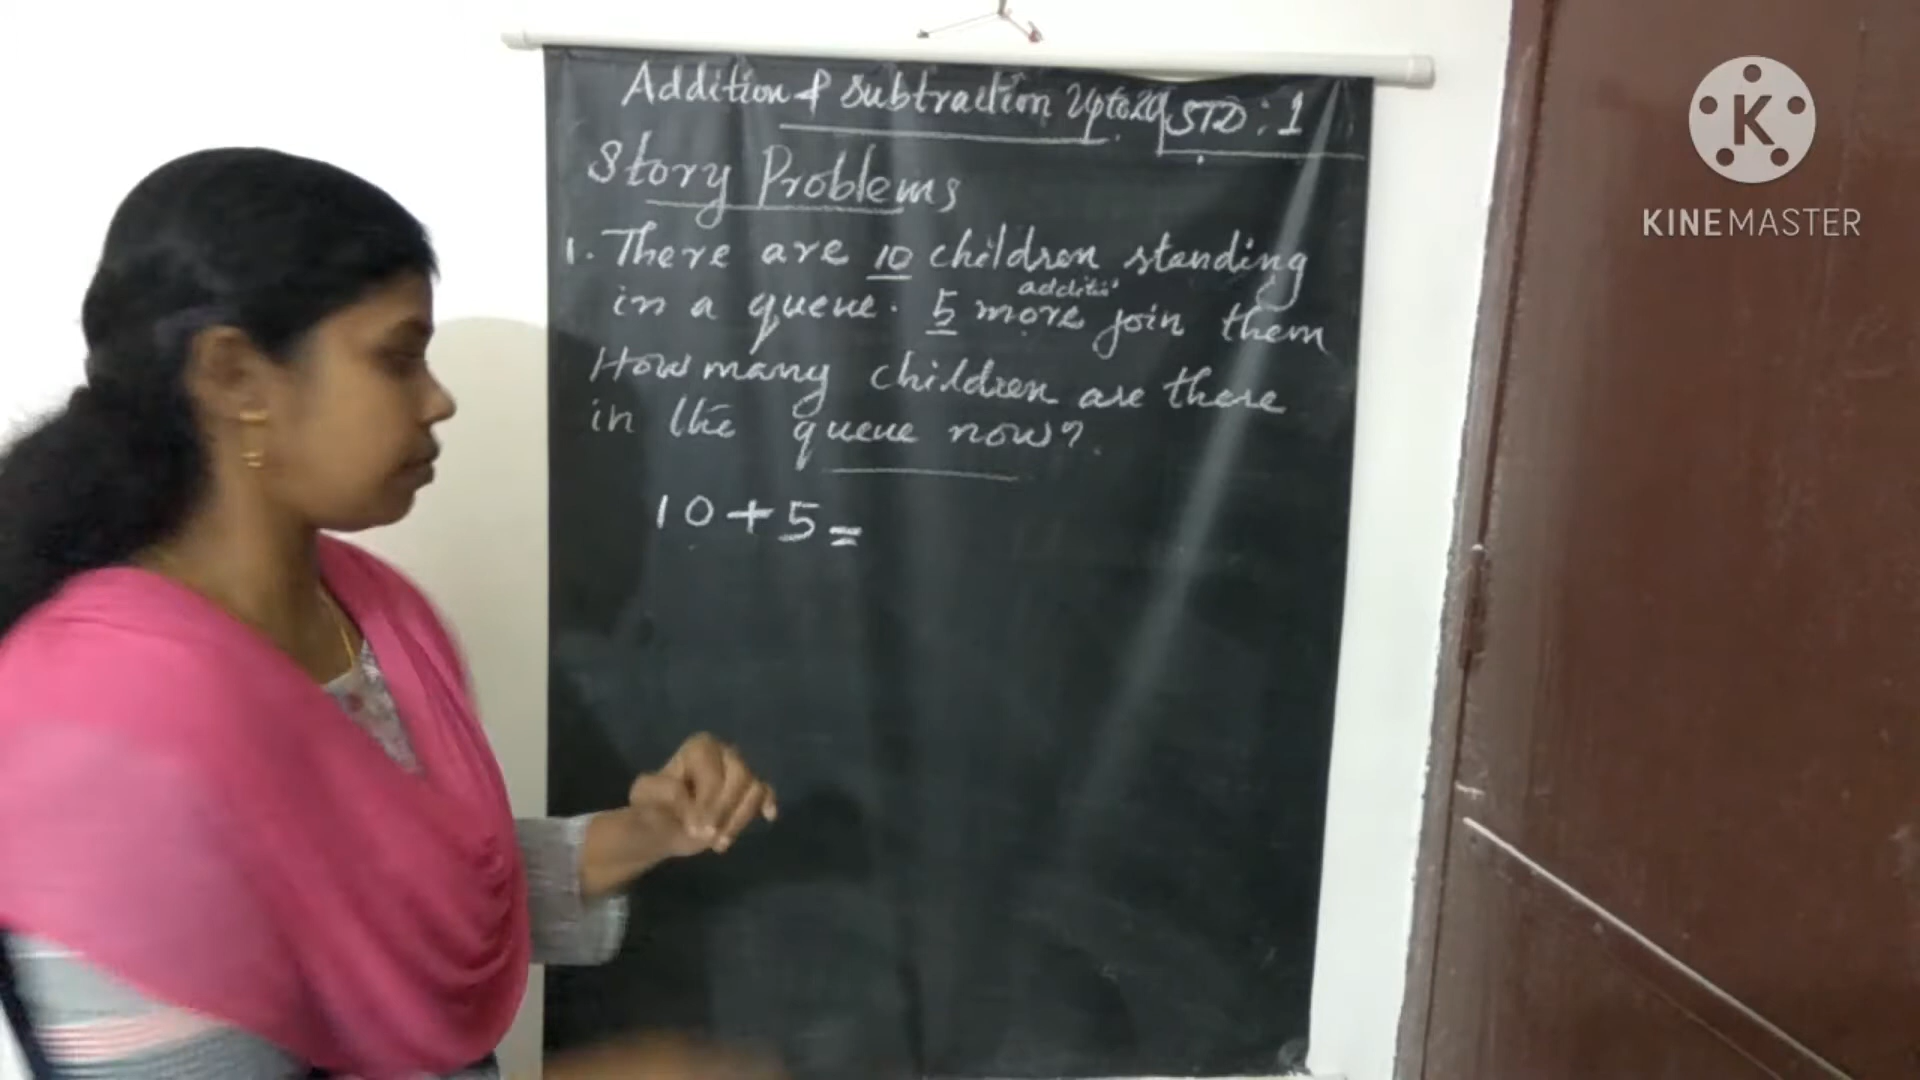 Addition & Subtraction Upto 20 STD : 1
Story Problems
1. There are 10 children standing
additio
in a queue. 5 more join them
How many children are there
in the queue now?
10+5=
K
KINEMASTER